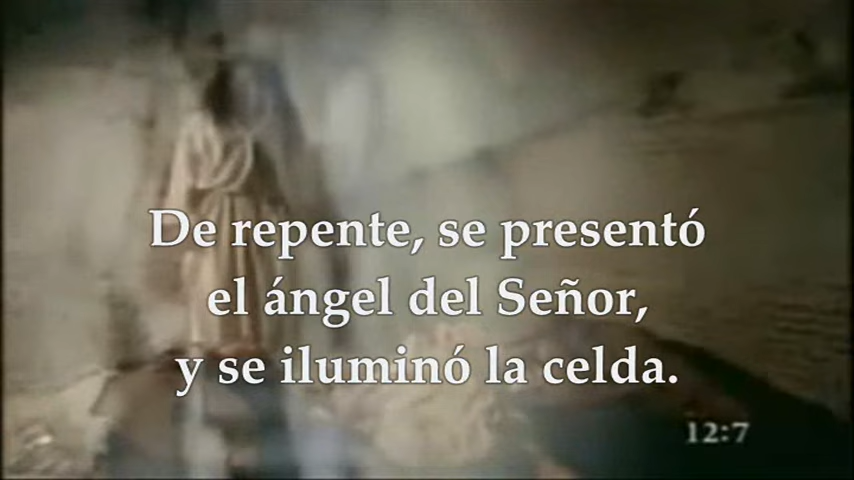 De repente, se presentó
el ángel del Señor,
y se iluminó la celda.
12:7